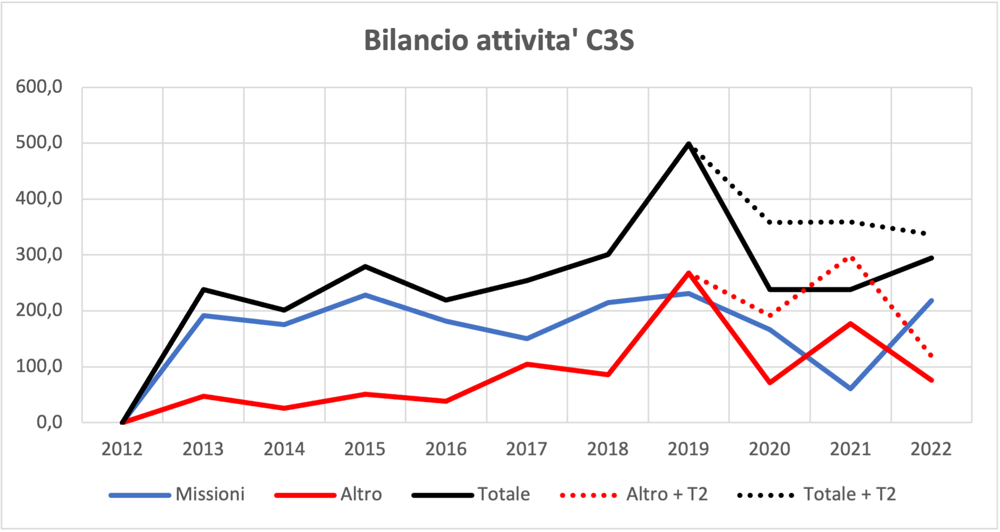 Bilancio attivita' C3S
600,0
500,0
400,0
300,0
200,0
100,0
0,0
2012 2013 2014 2015 2016 2017 2018 2019 2020 2021 2022
Missioni Altro Totale Altro + T2 Totale + T2